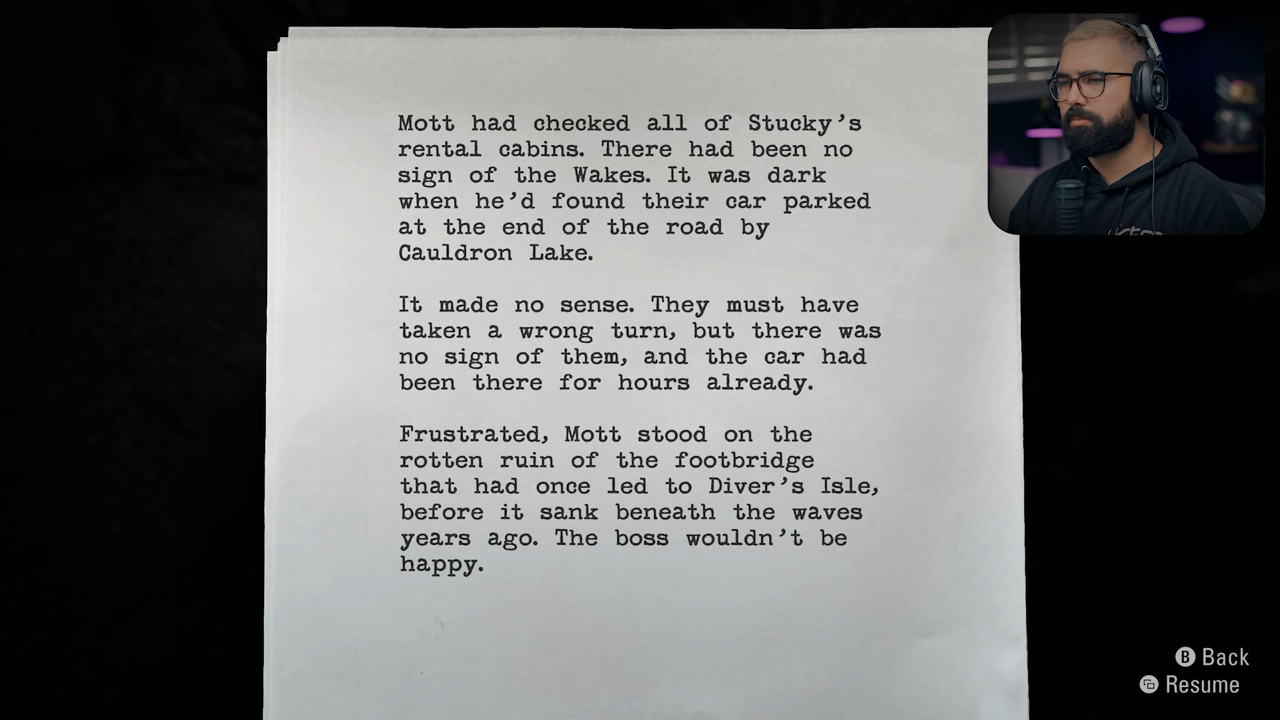 Mott had checked all of Stucky's
rental cabins. There had been no
sign of the Wakes. It was dark
when he'd found their car parked
at the end of the road by
Cauldron Lake.
It made no sense. They must have
taken a wrong turn, but there was
no sign of them, and the car had
been there for hours already.
Frustrated, Mott stood on the
rotten ruin of the footbridge
that had once led to Diver's Isle,
before it sank beneath the waves
years ago. The boss wouldn't be
happy.
B Back
Resume